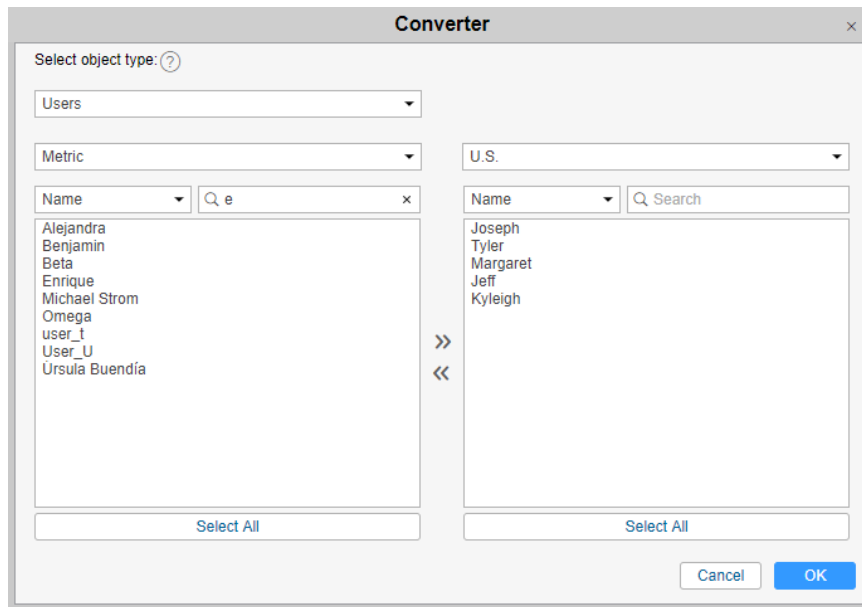 Converter
×
Select object type: ?
Users
Metric
U.S.
Name
e
×
Name
Search
Alejandra
Benjamin
Beta
Enrique
Michael Strom
Omega
user_t
User_U
Úrsula Buendía
Joseph
Tyler
Margaret
Jeff
Kyleigh
Select All
Select All
Cancel
OK